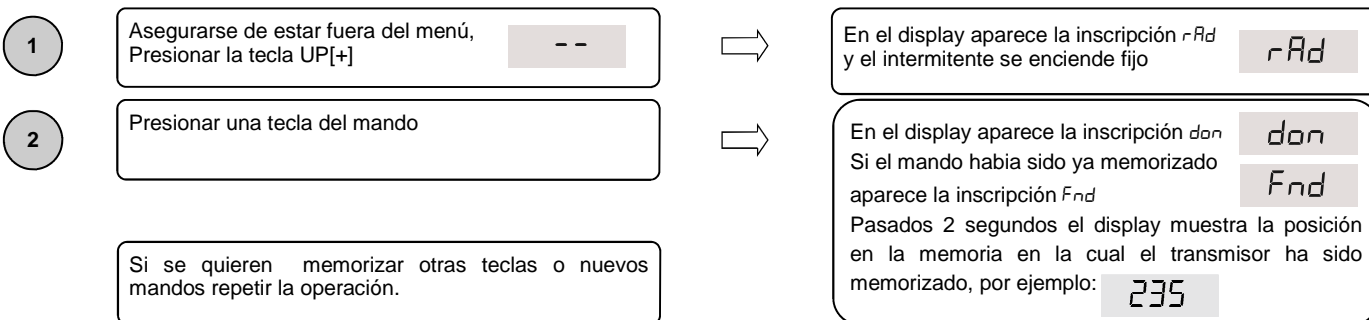 1
Asegurarse de estar fuera del menú,
Presionar la tecla UP[+]
--
En el display aparece la inscripción rAd
y el intermitente se enciende fijo
rAd
2
Presionar una tecla del mando
En el display aparece la inscripción don
don
Si el mando habia sido ya memorizado
aparece la inscripción Fnd
Fnd
Pasados 2 segundos el display muestra la posición
en la memoria en la cual el transmisor ha sido
memorizado, por ejemplo:
235
Si se quieren memorizar otras teclas o nuevos
mandos repetir la operación.